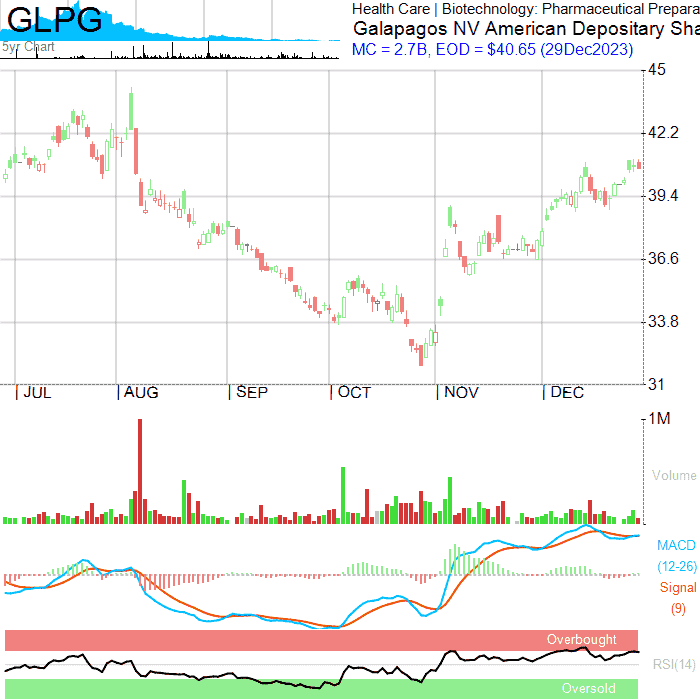 GLPG
5yr Chart
Health Care | Biotechnology: Pharmaceutical Prepara
Galapagos NV American Depositary Sha
MC = 2.7B, EOD = $40.65 (29Dec2023)
45
42.2
39.4
36.6
33.8
31
JUL AUG SEP OCT NOV DEC
1M
Volume
MACD
(12-26)
Signal
(9)
Overbought
RSI(14)
Oversold